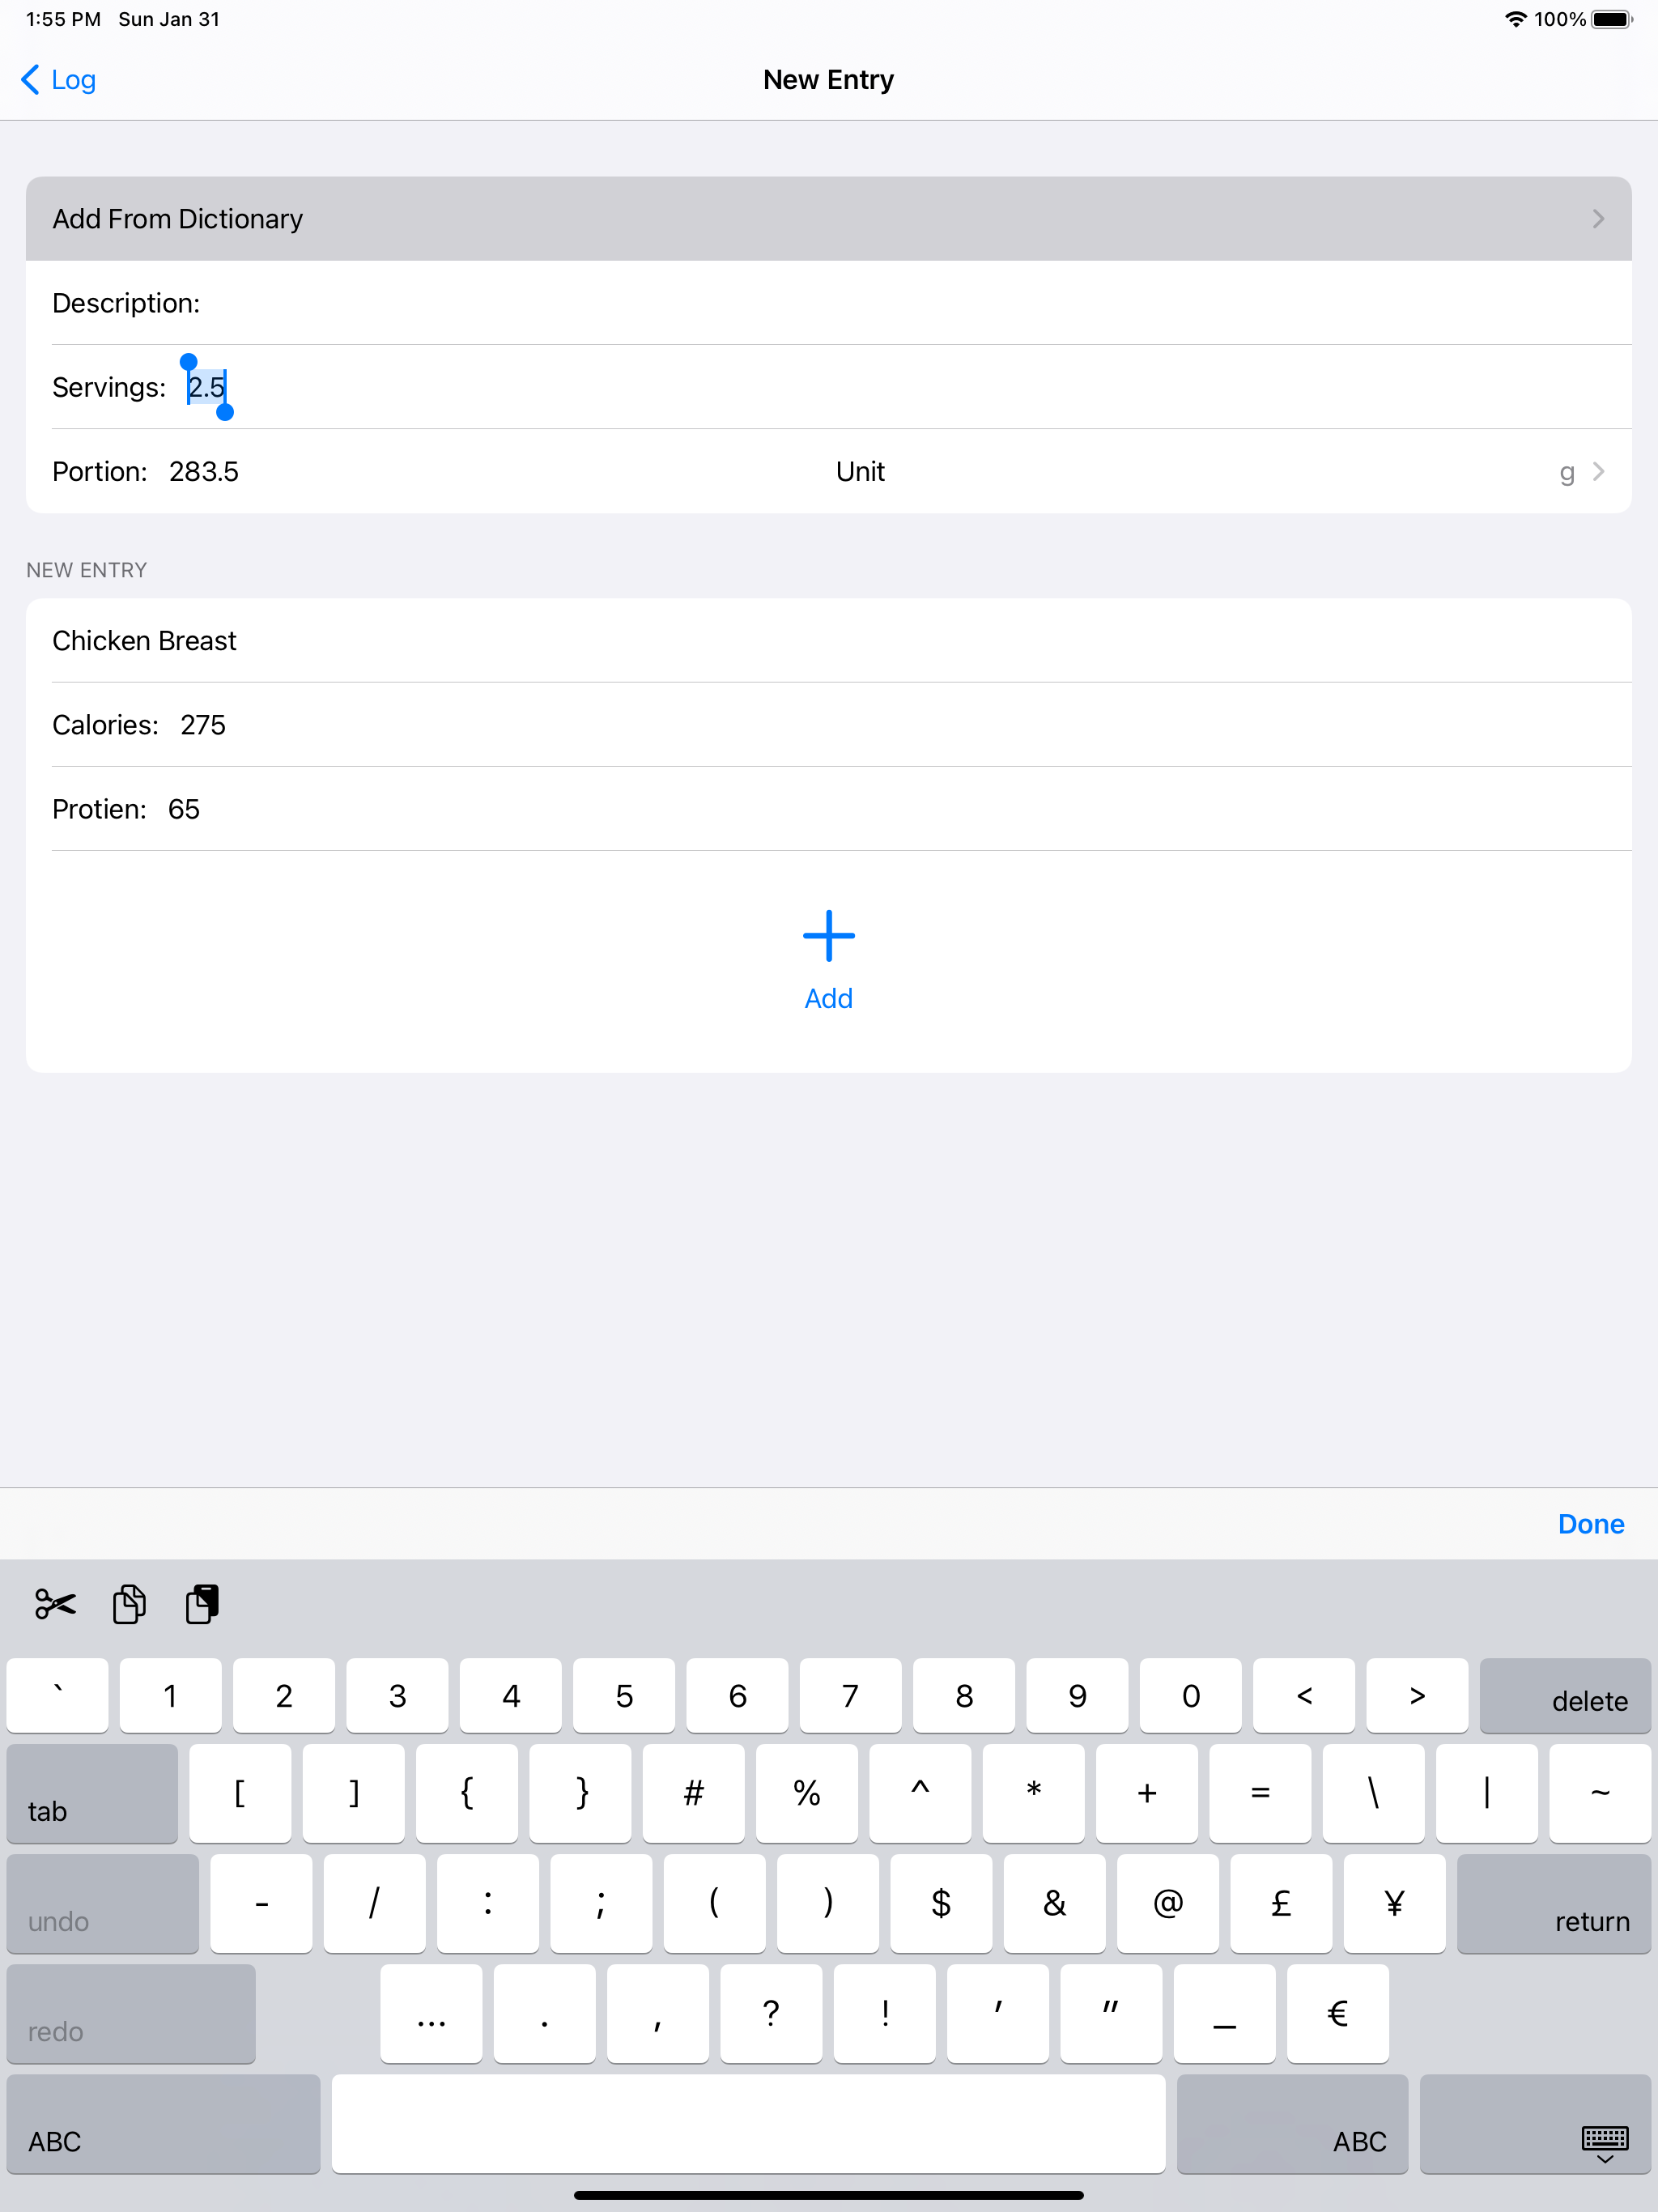 1:55 PM Sun Jan 31 100%
Log New Entry
Add From Dictionary
Description:
Servings: 2.5
Portion: 283.5 Unit g
NEW ENTRY
Chicken Breast
Calories: 275
Protien: 65
Add
Done
` 1 2 3 4 5 6 7 8 9 0 < > delete
tab [ ] { } # % ^ * + = \ | ~
undo - / : ; ( ) $ & @ £ ¥ return
redo ... . , ? ! ' " _ €
ABC ABC